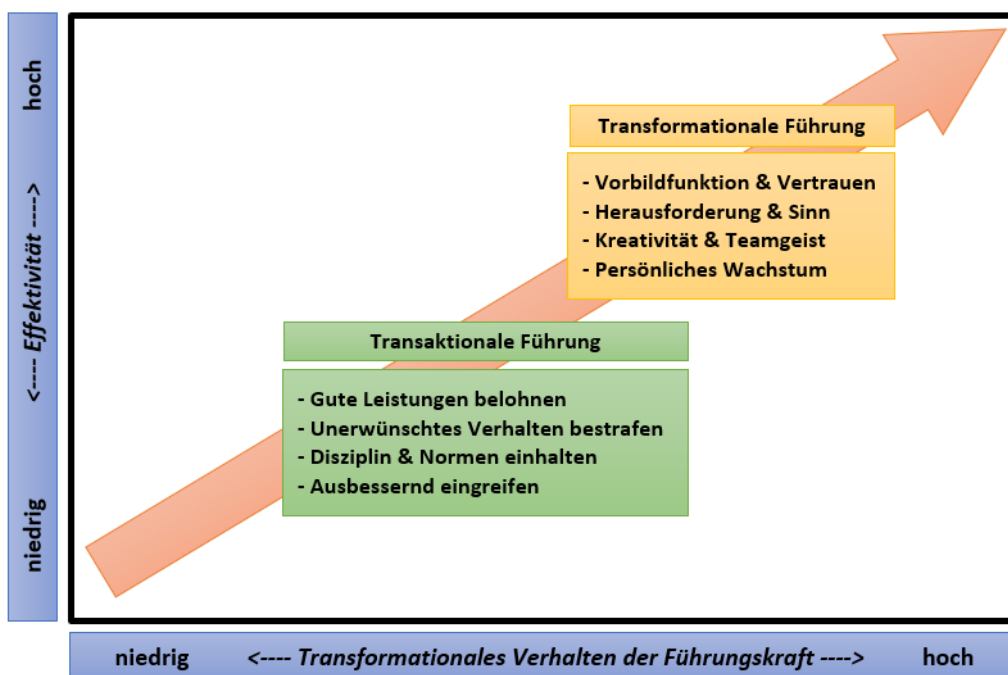 hoch
<---- Effektivität ---->
niedrig
Transformationale Führung
- Vorbildfunktion & Vertrauen
- Herausforderung & Sinn
- Kreativität & Teamgeist
- Persönliches Wachstum
Transaktionale Führung
- Gute Leistungen belohnen
- Unerwünschtes Verhalten bestrafen
- Disziplin & Normen einhalten
- Ausbessernd eingreifen
niedrig <---- Transformationales Verhalten der Führungskraft ----> hoch